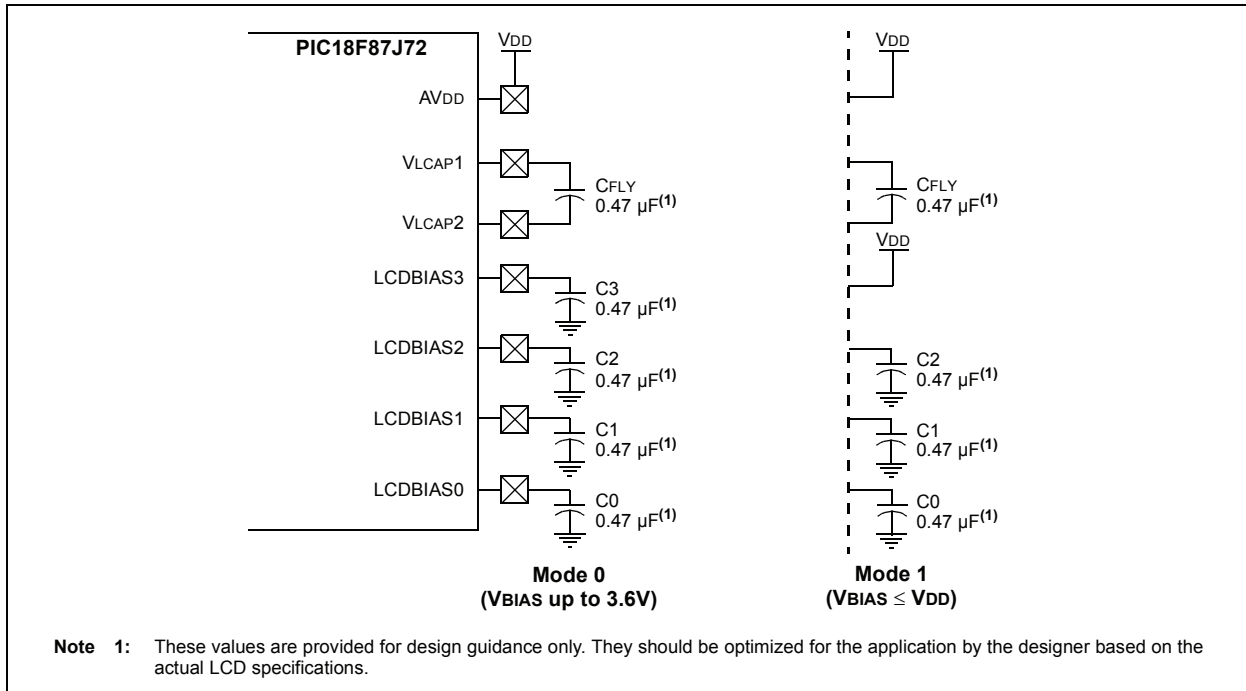 PIC18F87J72
VDD
VDD
AVDD
VLCAP1
CFLY
0.47 µF(1)
CFLY
0.47 µF(1)
VLCAP2
VDD
LCDBIAS3
C3
0.47 µF(1)
LCDBIAS2
C2
0.47 µF(1)
C2
0.47 µF(1)
LCDBIAS1
C1
0.47 µF(1)
C1
0.47 µF(1)
LCDBIAS0
C0
0.47 µF(1)
C0
0.47 µF(1)
Mode 0
(VBIAS up to 3.6V)
Mode 1
(VBIAS ≤ VDD)
Note 1: These values are provided for design guidance only. They should be optimized for the application by the designer based on the
actual LCD specifications.